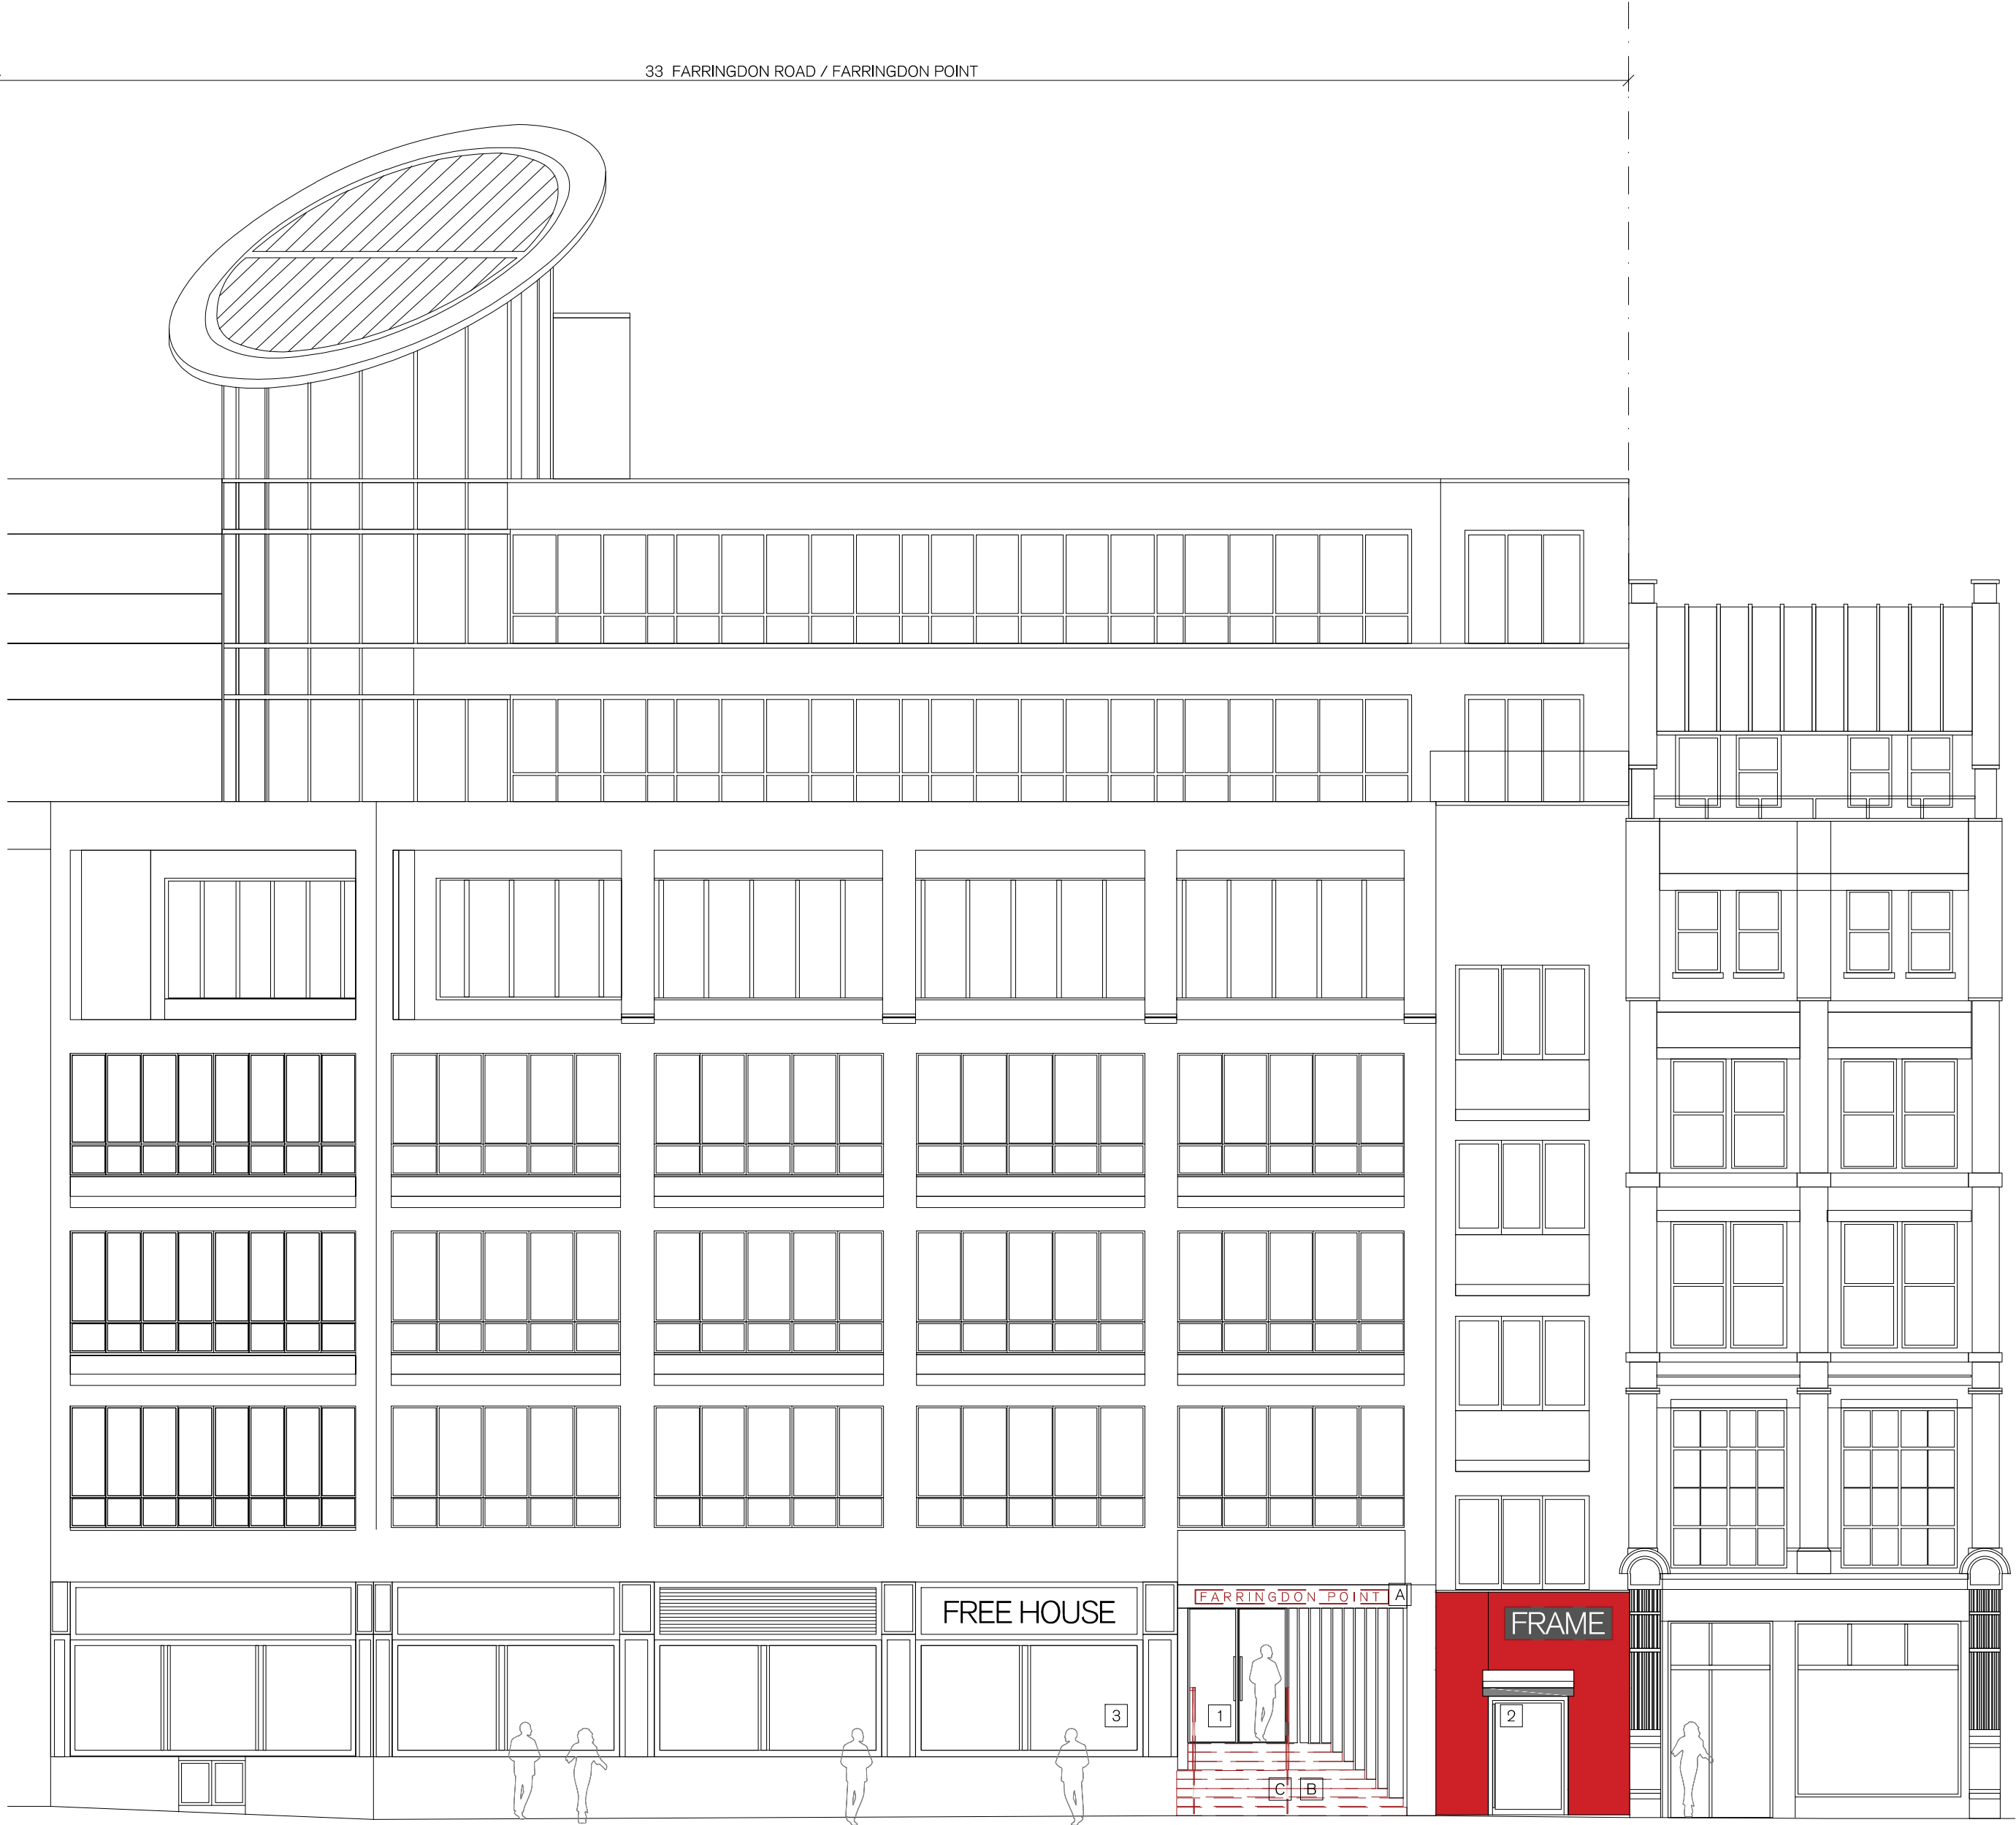 33 FARRINGDON ROAD / FARRINGDON POINT
FARRINGDON POINT
A
FREE HOUSE
FRAME
3
1
2
C
B